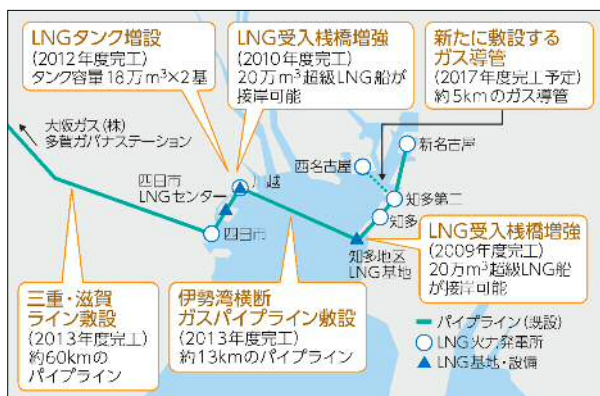 LNGタンク増設
(2012年度完工)
タンク容量18万m³×2基
LNG受入桟橋増強
(2010年度完工)
20万m³超級LNG船が
接岸可能
新たに敷設する
ガス導管
(2017年度完工予定)
約5kmのガス導管
大阪ガス(株)
多賀ガバナステーション
新名古屋
西名古屋
四日市
LNGセンター
川越
知多第二
知多
四日市
知多地区
LNG基地
LNG受入桟橋増強
(2009年度完工)
20万m³超級LNG船
が接岸可能
三重・滋賀
ライン敷設
(2013年度完工)
約60kmの
パイプライン
伊勢湾横断
ガスパイプライン敷設
(2013年度完工)
約13kmのパイプライン
パイプライン(既設)
LNG火力発電所
LNG基地・設備